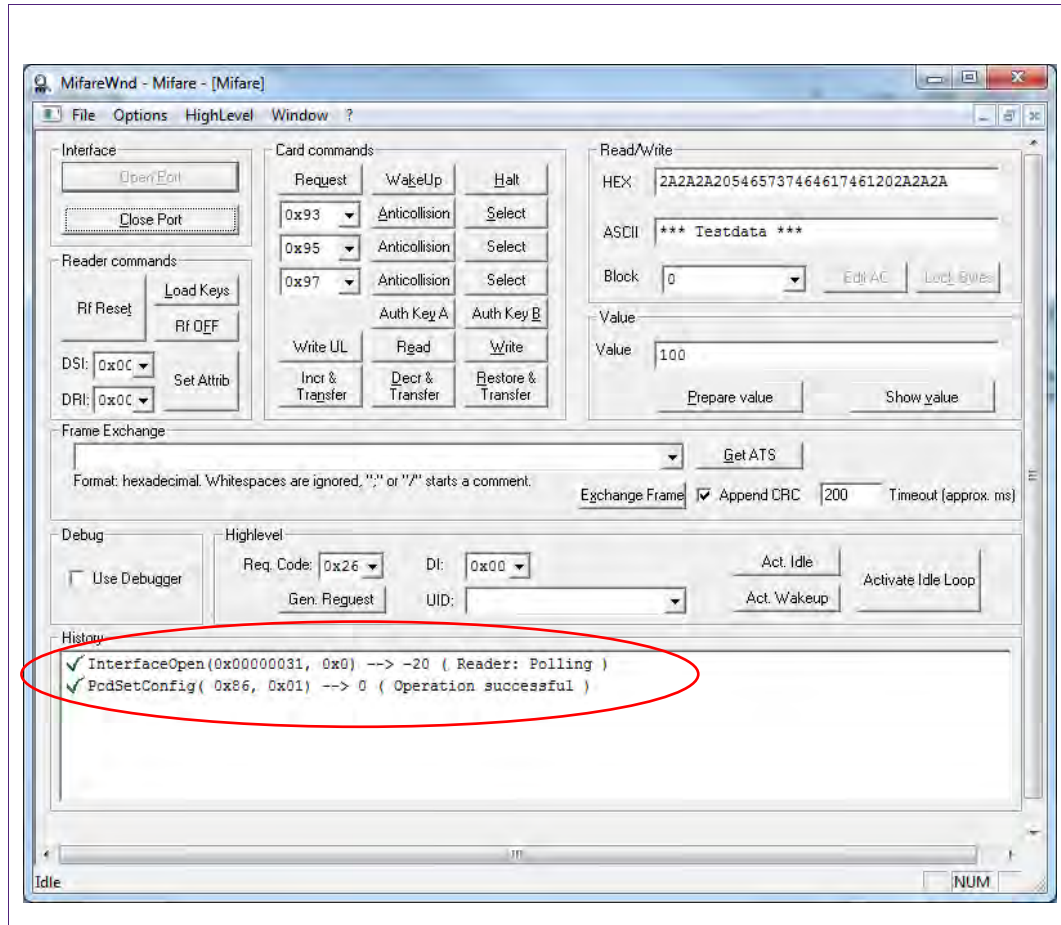 MifareWnd - Mifare - [Mifare]
File Options HighLevel Window ?
Interface
Open Port
Close Port
Reader commands
Rf Reset
Load Keys
Rf OFF
DSI: 0x0C
DRI: 0x0C
Set Attrib
Card commands
Request WakeUp Halt
0x93 Anticollision Select
0x95 Anticollision Select
0x97 Anticollision Select
Auth Key A Auth Key B
Write UL Read Write
Incr & Transfer Decr & Transfer Restore & Transfer
Read/Write
HEX 2A2A2A205465737464617461202A2A2A
ASCII *** Testdata ***
Block 0 Edit AC Lock Bytes
Value
Value 100
Prepare value Show value
Frame Exchange
Get ATS
Format: hexadecimal. Whitespaces are ignored, ";" or "/" starts a comment.
Exchange Frame Append CRC 200 Timeout (approx. ms)
Debug
Use Debugger
Highlevel
Req. Code: 0x26 DI: 0x00 Act. Idle
Gen. Request UID: Act. Wakeup
Activate Idle Loop
History
InterfaceOpen(0x00000031, 0x0) --> -20 ( Reader: Polling )
PcdSetConfig( 0x86, 0x01) --> 0 ( Operation successful )
Idle NUM